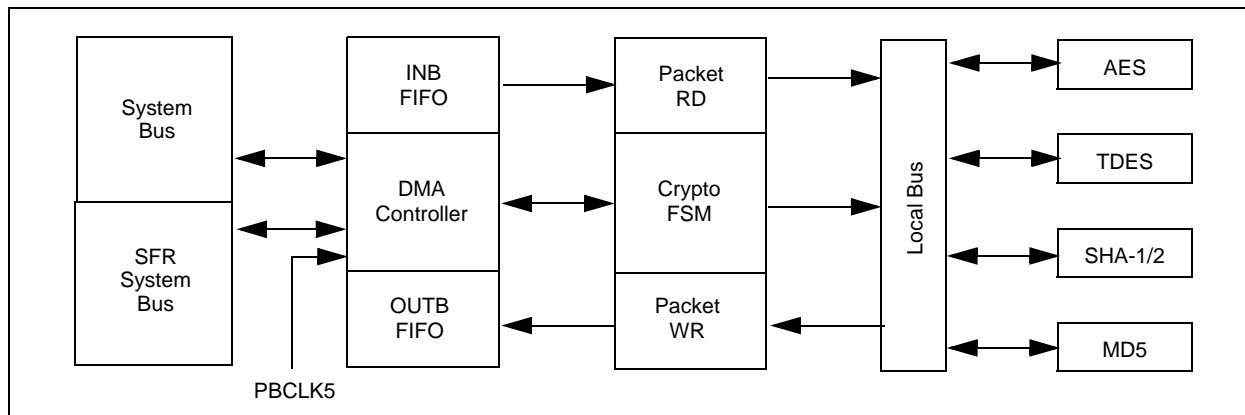 System
Bus
SFR
System
Bus
PBCLK5
INB
FIFO
DMA
Controller
OUTB
FIFO
Packet
RD
Crypto
FSM
Packet
WR
Local Bus
AES
TDES
SHA-1/2
MD5